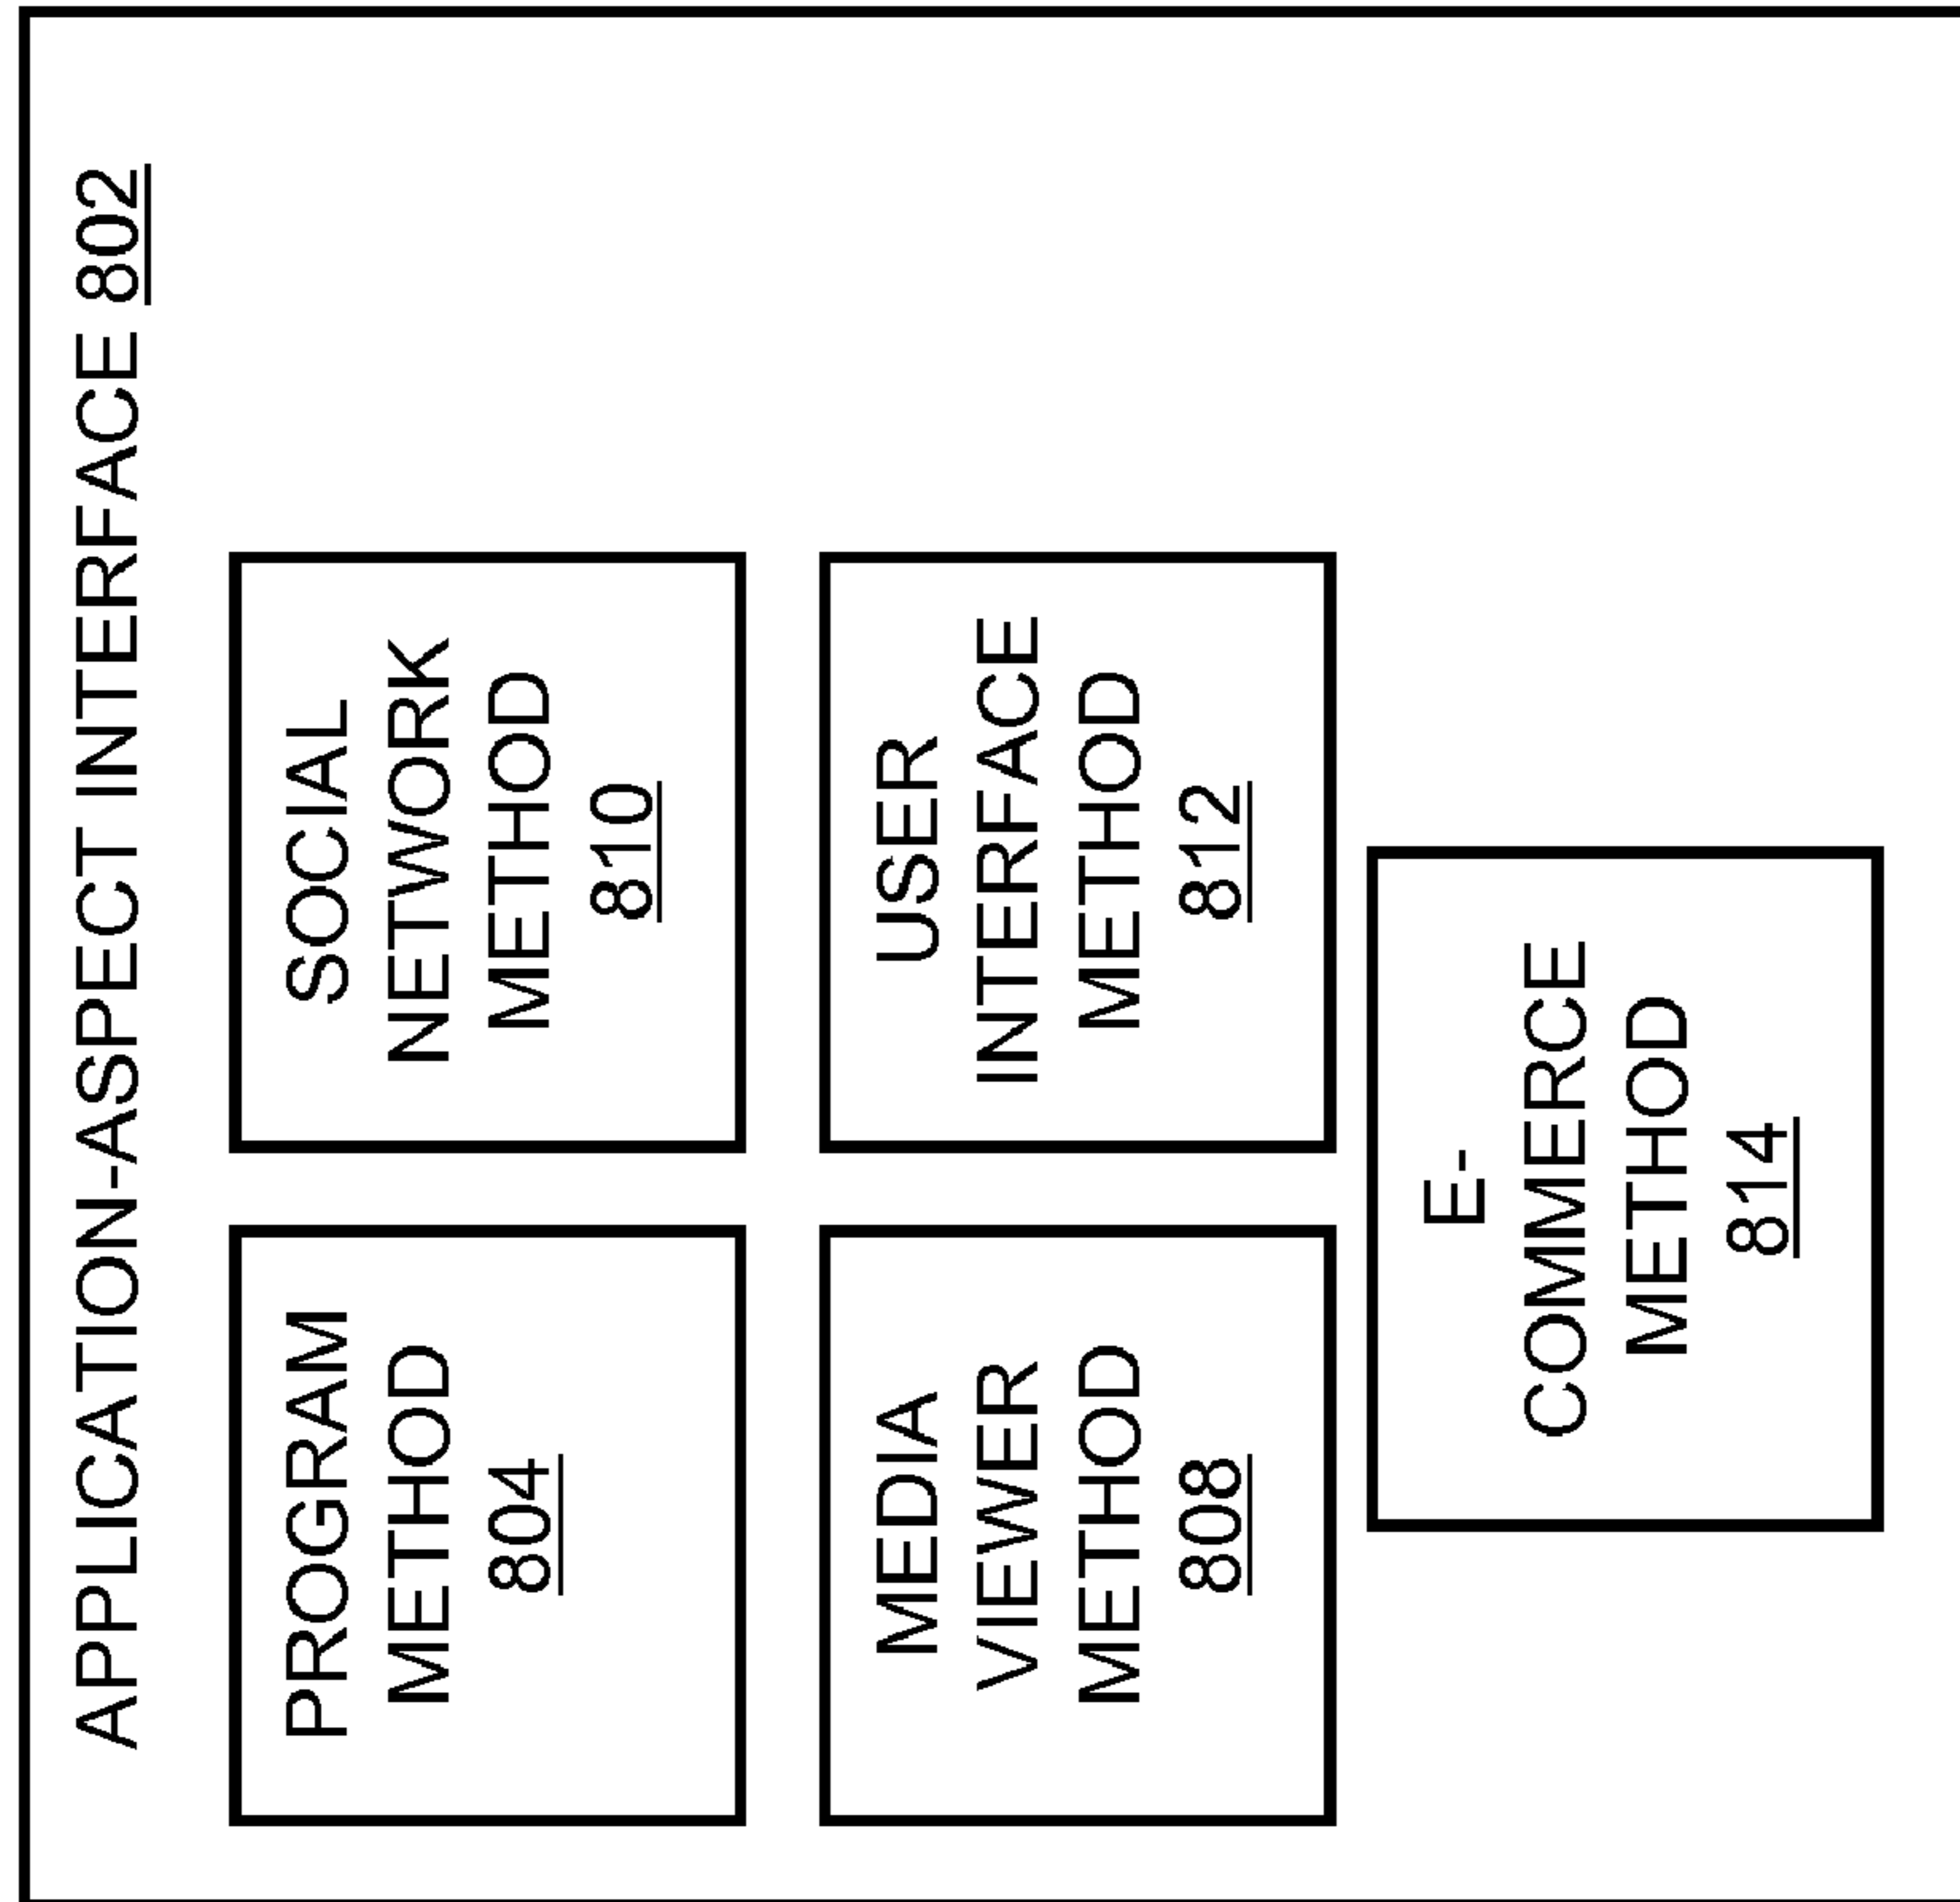 APPLICATION-ASPECT INTERFACE 802
PROGRAM
METHOD
804
SOCIAL
NETWORK
METHOD
810
MEDIA
VIEWER
METHOD
808
USER
INTERFACE
METHOD
812
E-
COMMERCE
METHOD
814